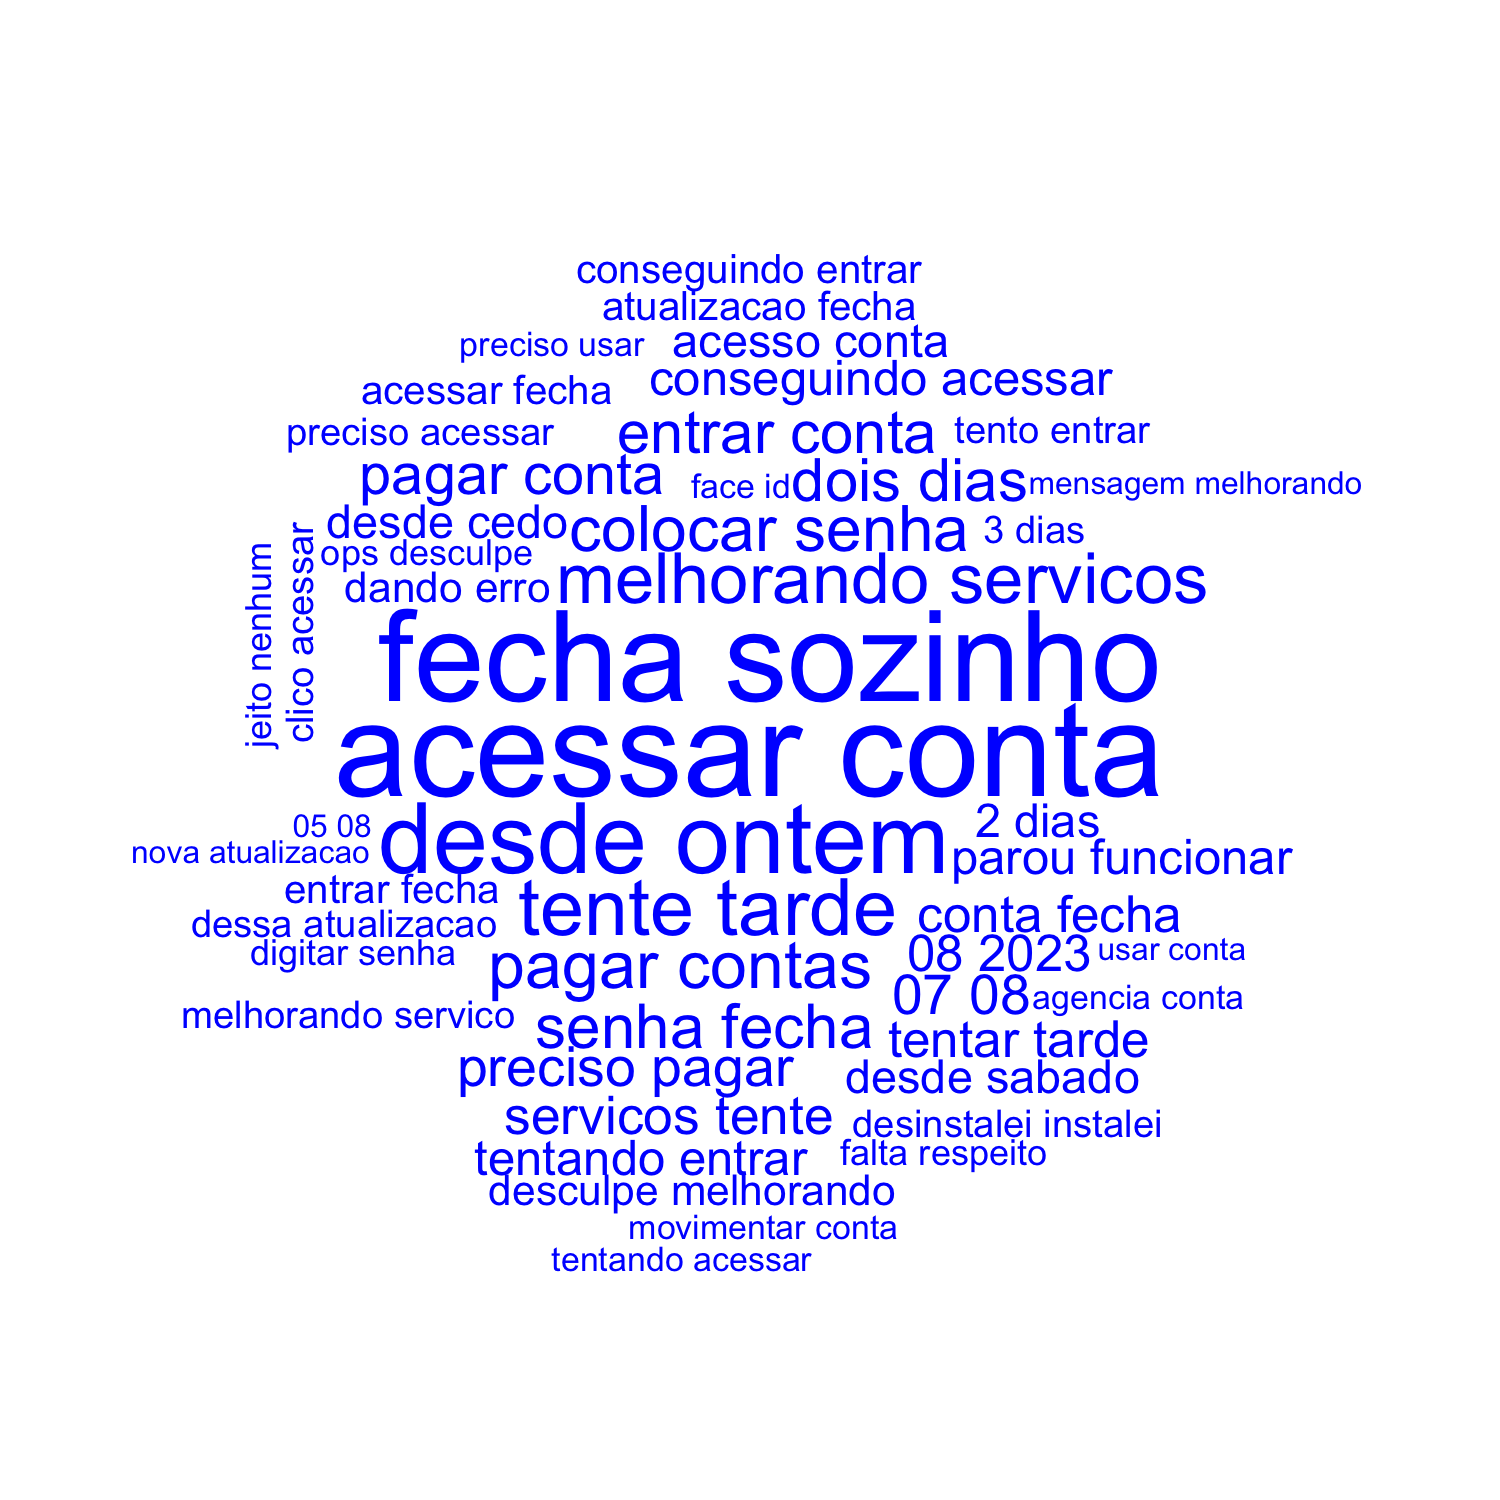 conseguindo entrar
atualizacao fecha
preciso usar
acesso conta
acessar fecha
conseguindo acessar
preciso acessar
entrar conta
tento entrar
pagar conta
face id
dois dias
mensagem melhorando
desde cedo
colocar senha
3 dias
ops desculpe
dando erro
melhorando servicos
jeito nenhum
clico acessar
fecha sozinho
acessar conta
05 08
desde ontem
2 dias
nova atualizacao
parou funcionar
entrar fecha
tente tarde
conta fecha
dessa atualizacao
digitar senha
pagar contas
08 2023
usar conta
07 08
agencia conta
melhorando servico
senha fecha
tentar tarde
preciso pagar
desde sabado
servicos tente
desinstalei instalei
tentando entrar
falta respeito
desculpe melhorando
movimentar conta
tentando acessar